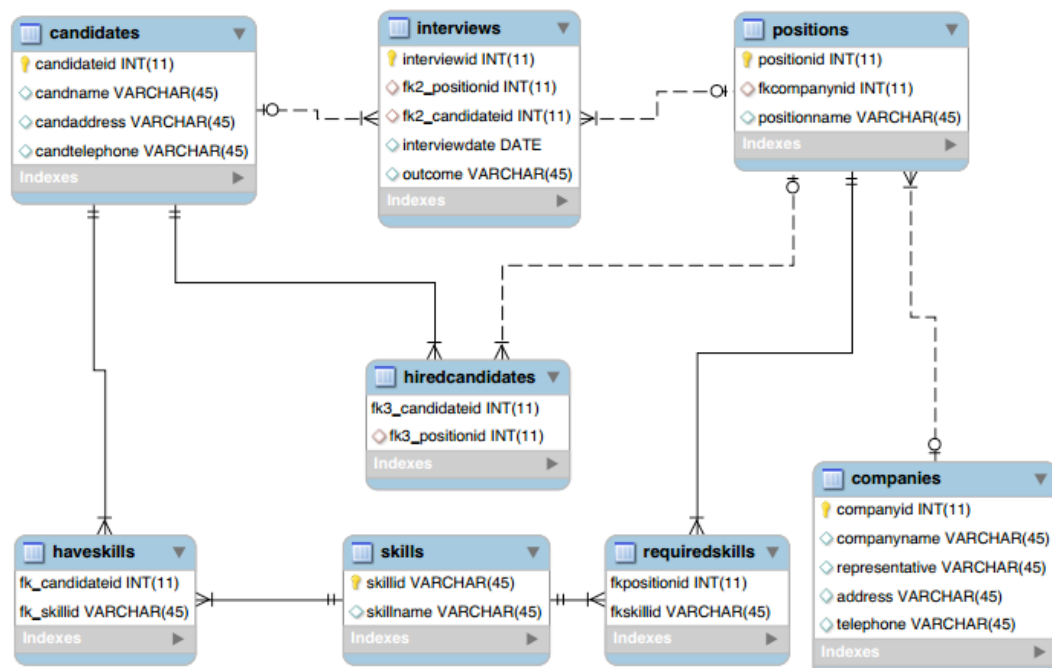 candidates
candidateid INT(11)
candname VARCHAR(45)
candaddress VARCHAR(45)
candtelephone VARCHAR(45)
Indexes
interviews
interviewid INT(11)
fk2_positionid INT(11)
fk2_candidateid INT(11)
interviewdate DATE
outcome VARCHAR(45)
Indexes
positions
positionid INT(11)
fkcompanynid INT(11)
positionname VARCHAR(45)
Indexes
hiredcandidates
fk3_candidateid INT(11)
fk3_positionid INT(11)
Indexes
companies
companyid INT(11)
companyname VARCHAR(45)
representative VARCHAR(45)
address VARCHAR(45)
telephone VARCHAR(45)
Indexes
haveskills
fk_candidateid INT(11)
fk_skillid VARCHAR(45)
Indexes
skills
skillid VARCHAR(45)
skillname VARCHAR(45)
Indexes
requiredskills
fkpositionid INT(11)
fkskillid VARCHAR(45)
Indexes